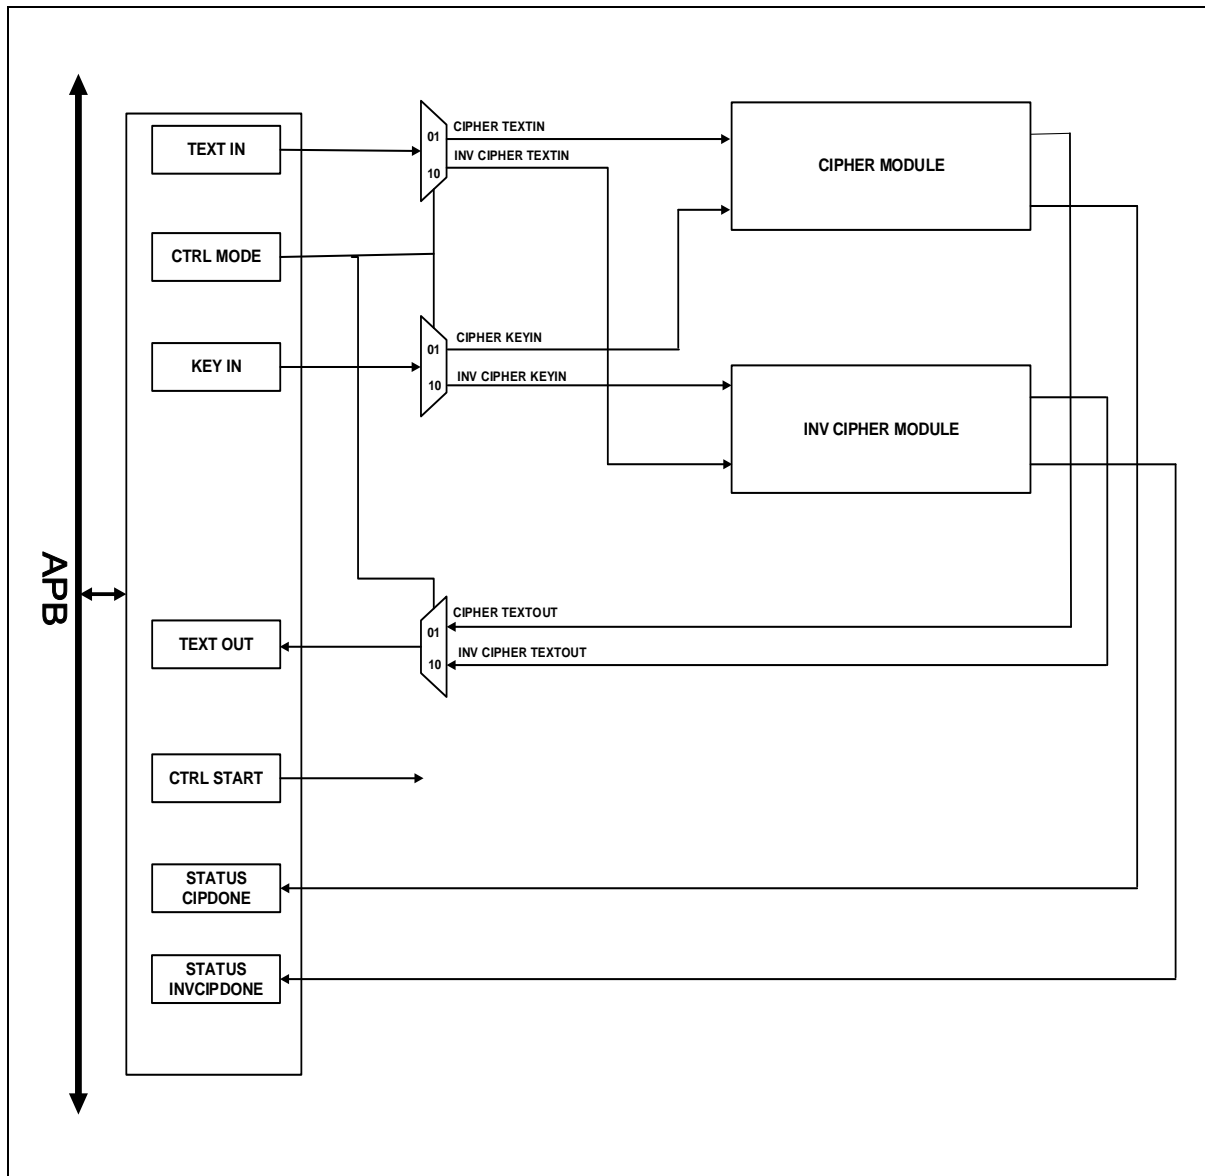 TEXT IN
01
CIPHER TEXTIN
INV CIPHER TEXTIN
10
CIPHER MODULE
CTRL MODE
KEY IN
01
CIPHER KEYIN
INV CIPHER KEYIN
10
INV CIPHER MODULE
APB
TEXT OUT
01
CIPHER TEXTOUT
INV CIPHER TEXTOUT
10
CTRL START
STATUS
CIPDONE
STATUS
INVCIPDONE